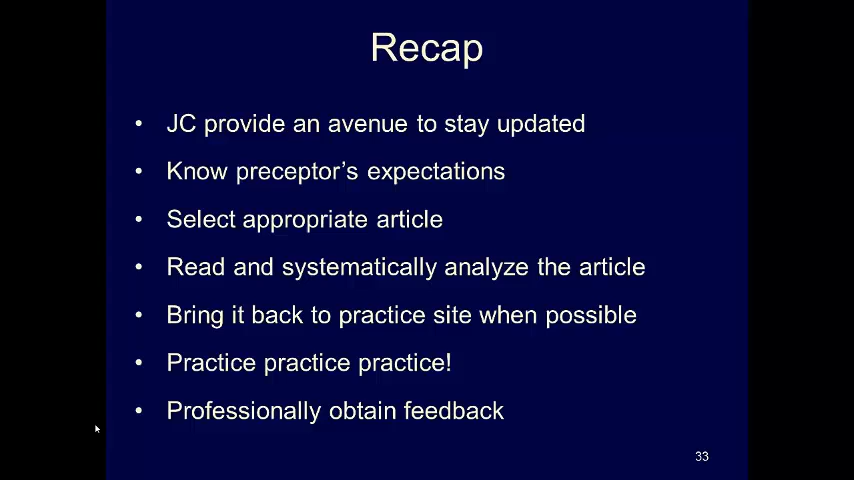 Recap
• JC provide an avenue to stay updated
• Know preceptor’s expectations
• Select appropriate article
• Read and systematically analyze the article
• Bring it back to practice site when possible
• Practice practice practice!
• Professionally obtain feedback
33